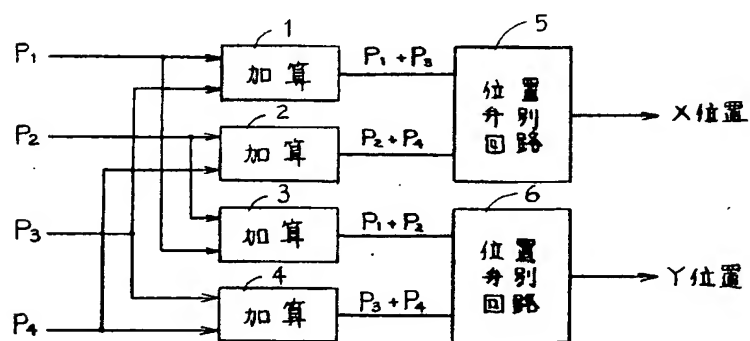 P₁
P₂
P₃
P₄
1
加算
P₁+P₃
2
加算
P₂+P₄
3
加算
P₁+P₂
4
加算
P₃+P₄
5
位置
弁別
回路
X位置
6
位置
弁別
回路
Y位置